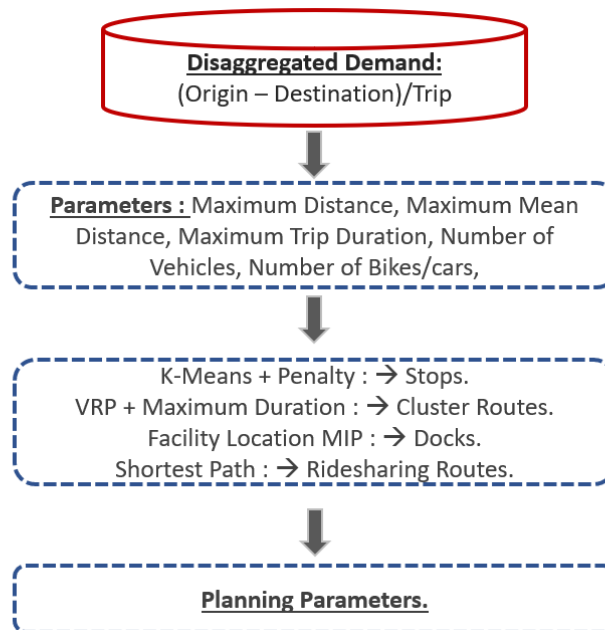 Disaggregated Demand:
(Origin – Destination)/Trip
Parameters : Maximum Distance, Maximum Mean
Distance, Maximum Trip Duration, Number of
Vehicles, Number of Bikes/cars,
K-Means + Penalty : → Stops.
VRP + Maximum Duration : → Cluster Routes.
Facility Location MIP : → Docks.
Shortest Path : → Ridesharing Routes.
Planning Parameters.